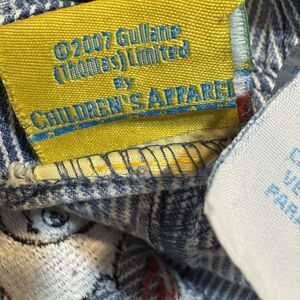 ©2007 Gullane
(Thomas) Limited
BY
CHILDREN'S APPAREL